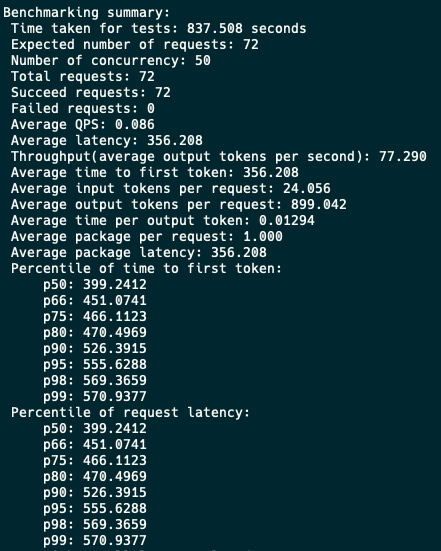 Benchmarking summary:
Time taken for tests: 837.508 seconds
Expected number of requests: 72
Number of concurrency: 50
Total requests: 72
Succeed requests: 72
Failed requests: 0
Average QPS: 0.086
Average latency: 356.208
Throughput(average output tokens per second): 77.290
Average time to first token: 356.208
Average input tokens per request: 24.056
Average output tokens per request: 899.042
Average time per output token: 0.01294
Average package per request: 1.000
Average package latency: 356.208
Percentile of time to first token:
p50: 399.2412
p66: 451.0741
p75: 466.1123
p80: 470.4969
p90: 526.3915
p95: 555.6288
p98: 569.3659
p99: 570.9377
Percentile of request latency:
p50: 399.2412
p66: 451.0741
p75: 466.1123
p80: 470.4969
p90: 526.3915
p95: 555.6288
p98: 569.3659
p99: 570.9377